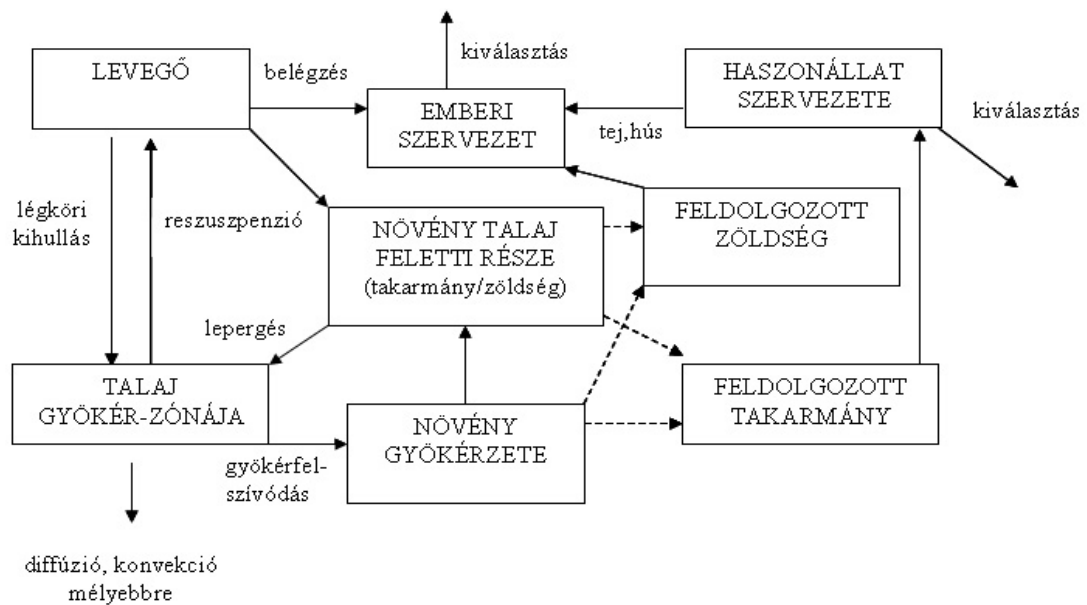 kiválasztás
LEVEGŐ
belégzés
EMBERI
SZERVEZET
HASZONÁLLAT
SZERVEZETE
tej,hús
kiválasztás
légköri
kihullás
reszuszpenzió
NÖVÉNY TALAJ
FELETTI RÉSZE
(takarmány/zöldség)
FELDOLGOZOTT
ZÖLDSÉG
lepergés
TALAJ
GYÖKÉR-ZÓNÁJA
NÖVÉNY
GYÖKÉRZETE
FELDOLGOZOTT
TAKARMÁNY
gyökérfel-
szívódás
diffúzió, konvekció
mélyebbre